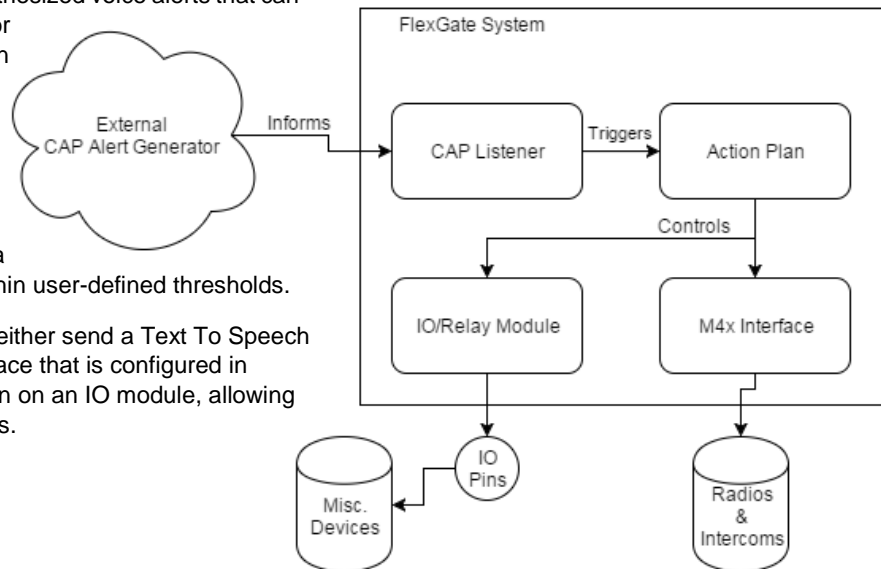 nthesized voice alerts that can
or
n
a
hin user-defined thresholds.
either send a Text To Speech
ace that is configured in
n on an IO module, allowing
s.
FlexGate System
External
CAP Alert Generator
Informs
CAP Listener
Triggers
Action Plan
Controls
IO/Relay Module
M4x Interface
IO
Pins
Misc.
Devices
Radios
&
Intercoms